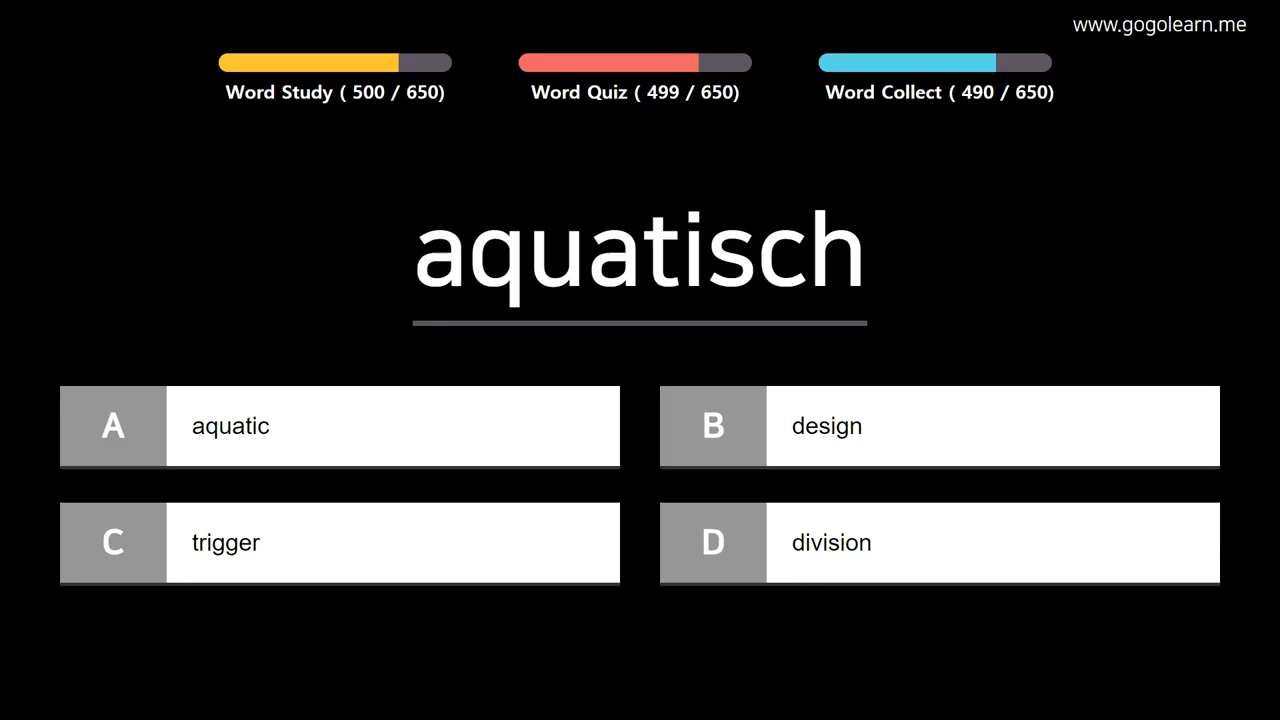 www.gogolearn.me
Word Study ( 500 / 650)
Word Quiz ( 499 / 650)
Word Collect ( 490 / 650)
aquatisch
A aquatic
B design
C trigger
D division